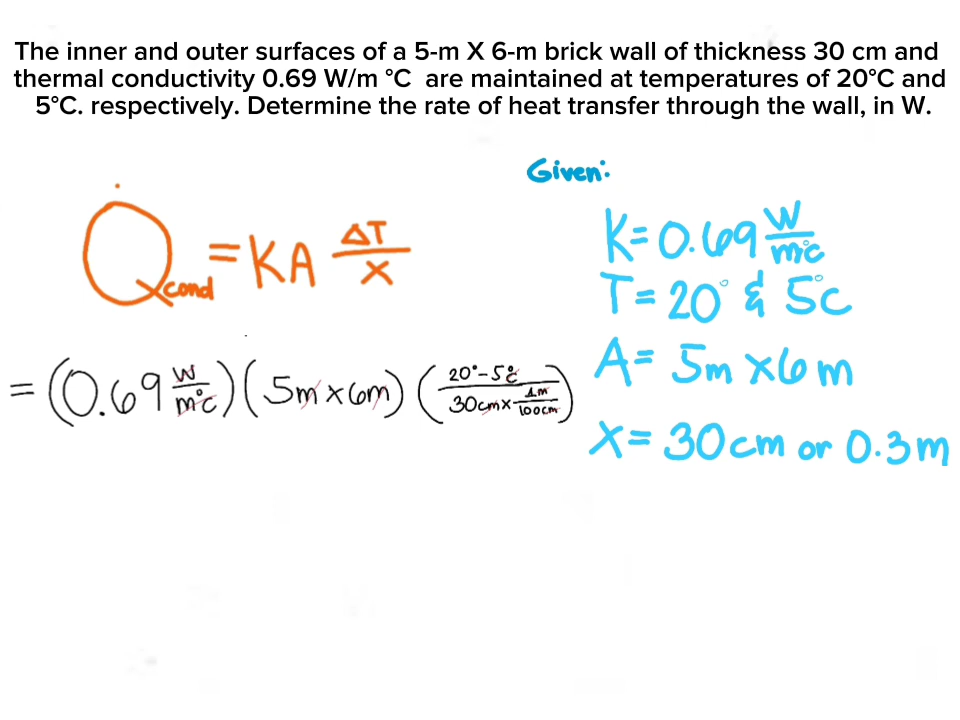 The inner and outer surfaces of a 5-m X 6-m brick wall of thickness 30 cm and
thermal conductivity 0.69 W/m °C are maintained at temperatures of 20°C and
5°C. respectively. Determine the rate of heat transfer through the wall, in W.
Given:
Q̇cond = KA ΔT/X
K = 0.69 W/m°C
T = 20° & 5°C
A = 5m x 6m
X = 30cm or 0.3m
= (0.69 W/m°C) (5m x 6m) (20°-5°C / 30cm x 1m/100cm)